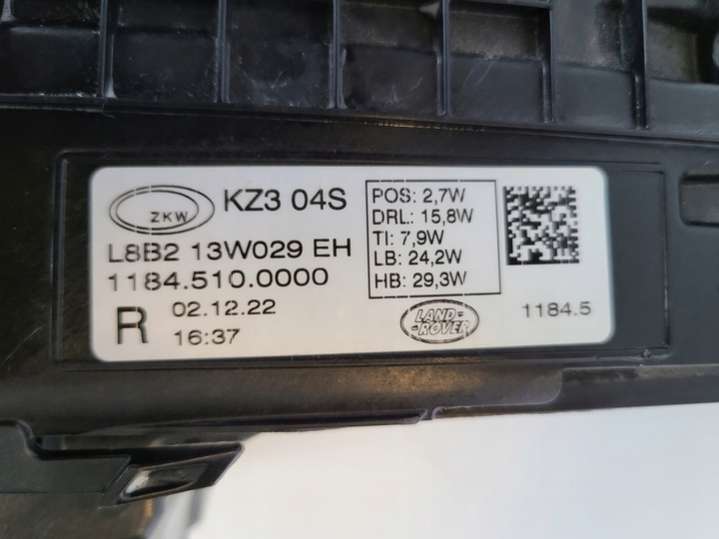 ZKW
KZ3 04S
L8B2 13W029 EH
1184.510.0000
R
02.12.22
16:37
POS: 2,7W
DRL: 15,8W
TI: 7,9W
LB: 24,2W
HB: 29,3W
LAND-
-ROVER
1184.5